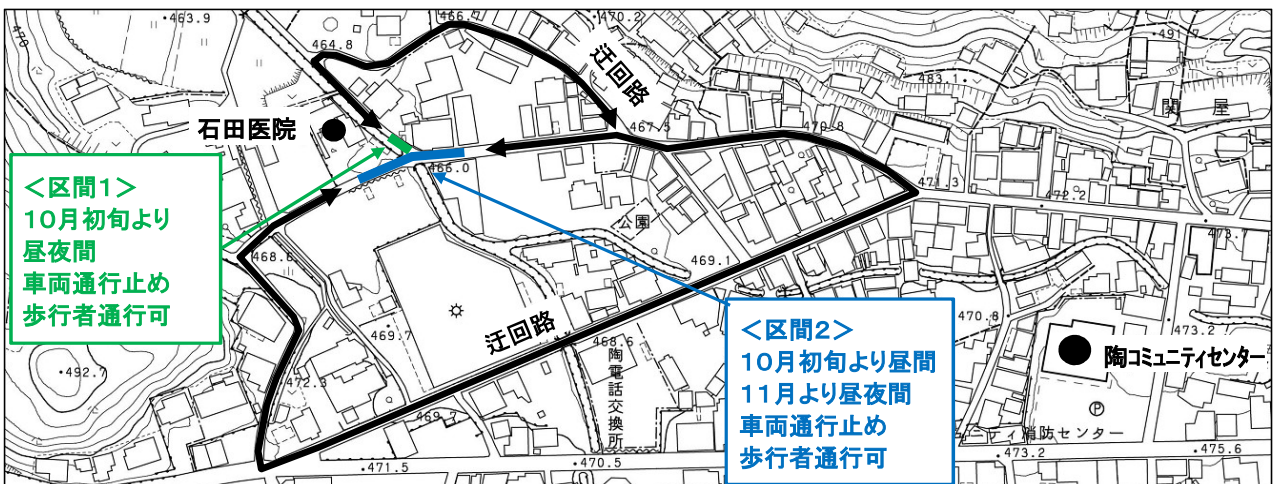 463.9
466.7
470.2
491.7
470
464.8
迂回路
483.1
関屋
石田医院
467.5
470.8
466.0
471.3
472.2
<区間1>
10月初旬より
昼夜間
車両通行止め
歩行者通行可
公園
473.7
468.6
469.1
<区間2>
10月初旬より昼間
11月より昼夜間
車両通行止め
歩行者通行可
470.8
473.2
469.7
迂回路
468.6
陶コミュニティセンター
492.7
472.3
陶電話交換所
469.7
ニティ消防センター
471.5
470.5
473.2
475.6